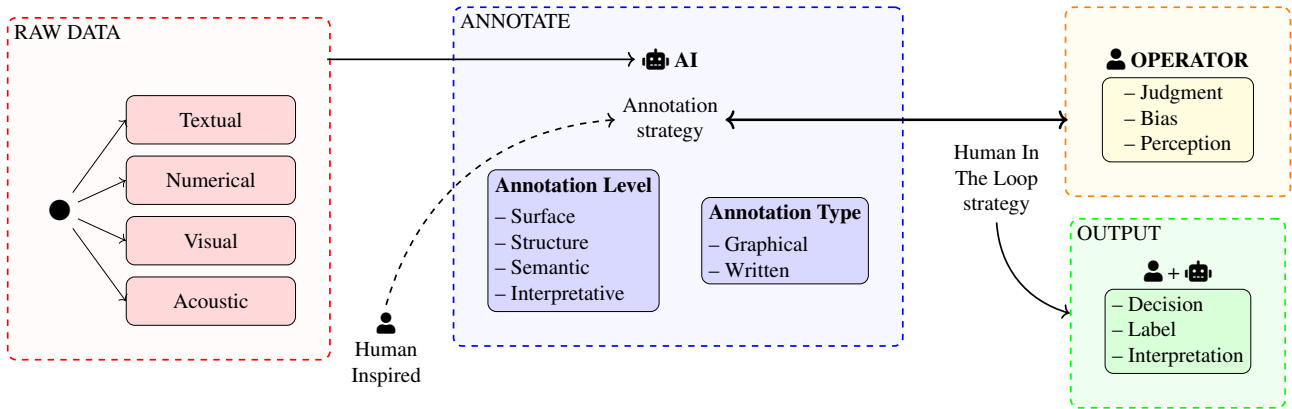 RAW DATA
Textual
Numerical
Visual
Acoustic
Human
Inspired
ANNOTATE
AI
Annotation
strategy
Annotation Level
– Surface
– Structure
– Semantic
– Interpretative
Annotation Type
– Graphical
– Written
Human In
The Loop
strategy
OPERATOR
– Judgment
– Bias
– Perception
OUTPUT
+
– Decision
– Label
– Interpretation